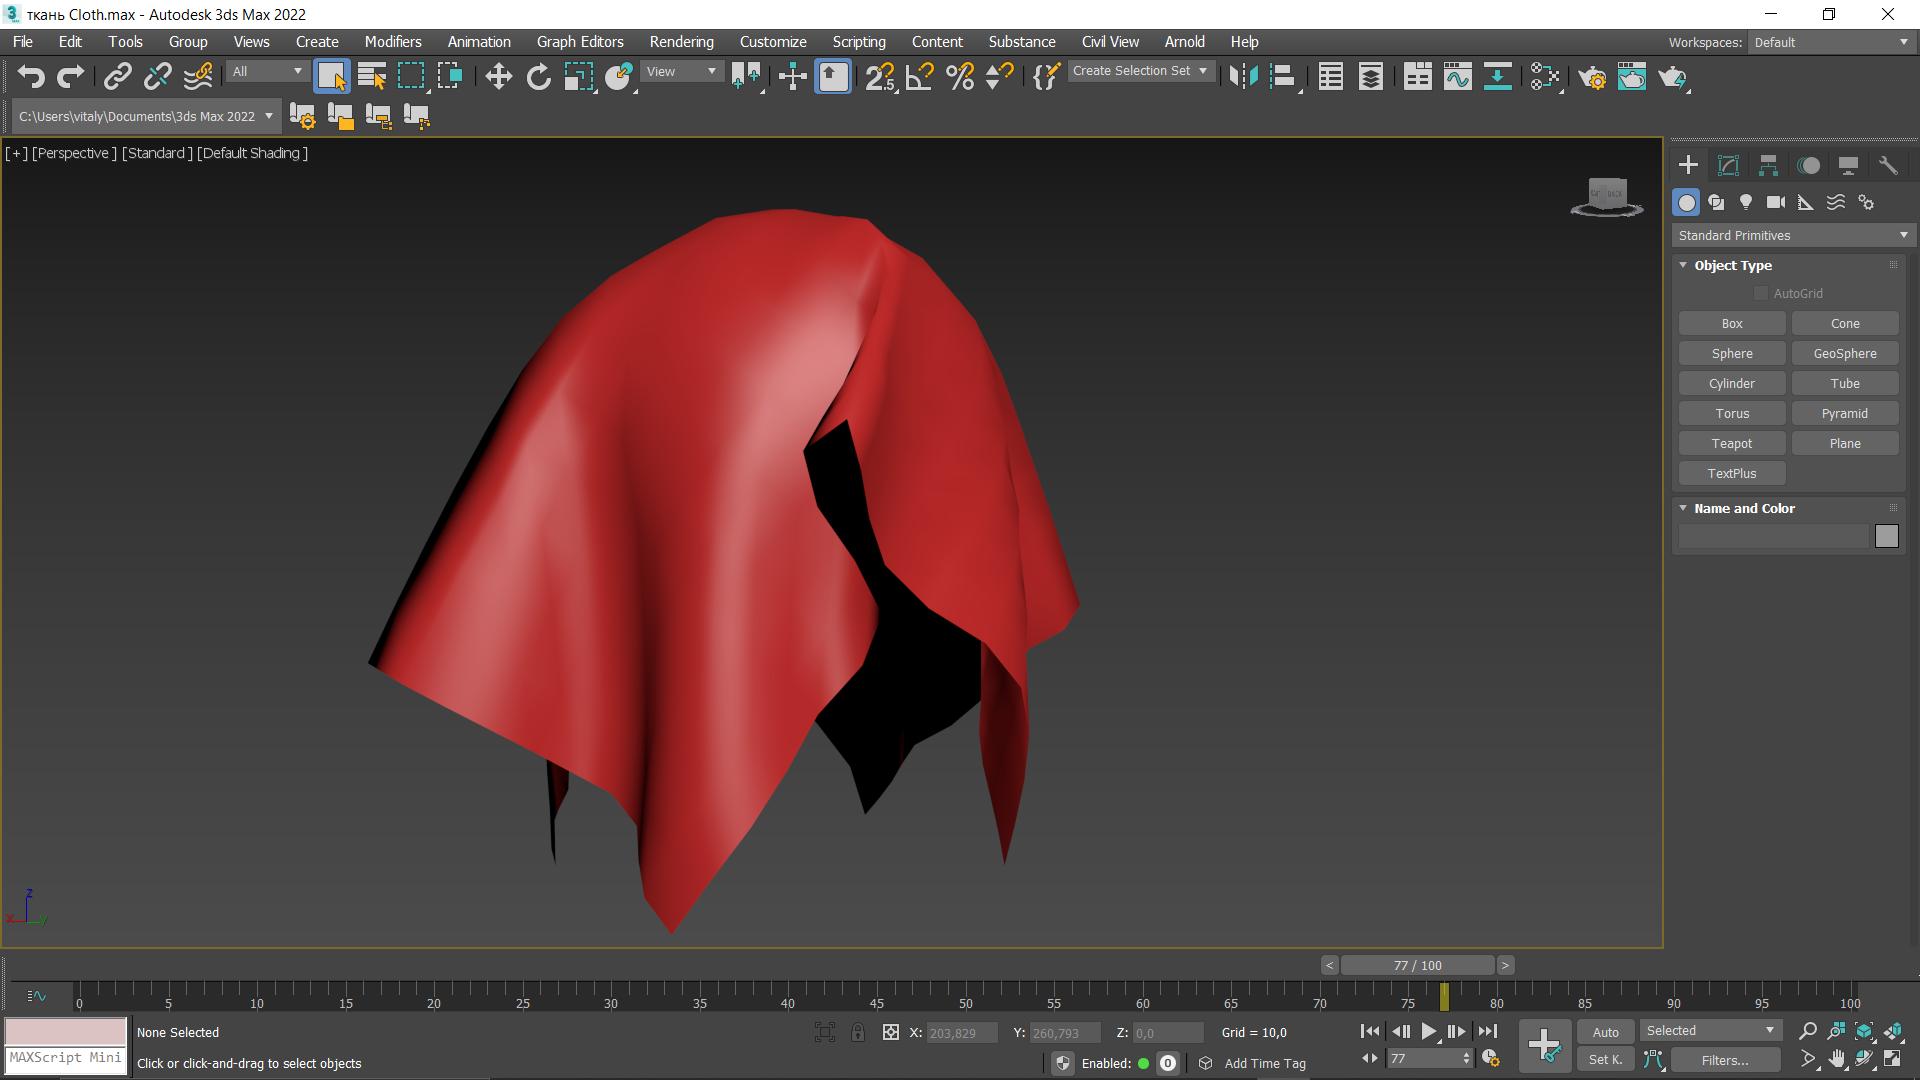 ткань Cloth.max - Autodesk 3ds Max 2022
File Edit Tools Group Views Create Modifiers Animation Graph Editors Rendering Customize Scripting Content Substance Civil View Arnold Help Workspaces: Default
All View Create Selection Set
C:\Users\vitaly\Documents\3ds Max 2022
[+] [Perspective ] [Standard ] [Default Shading ]
Standard Primitives
Object Type
AutoGrid
Box Cone
Sphere GeoSphere
Cylinder Tube
Torus Pyramid
Teapot Plane
TextPlus
Name and Color
z
x y
< 77 / 100 >
0 5 10 15 20 25 30 35 40 45 50 55 60 65 70 75 80 85 90 95 100
None Selected X: 203,829 Y: 260,793 Z: 0,0 Grid = 10,0 Auto Selected
MAXScript Mini Click or click-and-drag to select objects Enabled: 0 Add Time Tag 77 Set K. Filters...